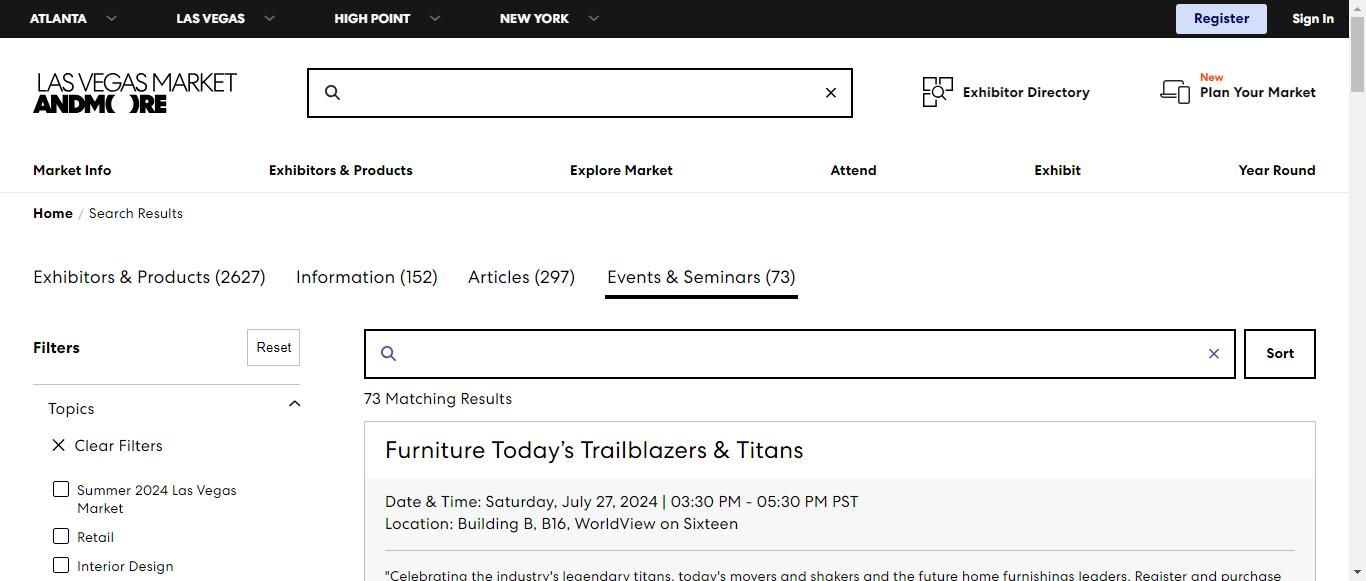 ATLANTA LAS VEGAS HIGH POINT NEW YORK Register Sign In
LAS VEGAS MARKET
ANDMORE
Exhibitor Directory
New
Plan Your Market
Market Info Exhibitors & Products Explore Market Attend Exhibit Year Round
Home / Search Results
Exhibitors & Products (2627) Information (152) Articles (297) Events & Seminars (73)
Filters Reset
Sort
73 Matching Results
Topics
Clear Filters
Summer 2024 Las Vegas
Market
Retail
Interior Design
Furniture Today’s Trailblazers & Titans
Date & Time: Saturday, July 27, 2024 | 03:30 PM - 05:30 PM PST
Location: Building B, B16, WorldView on Sixteen
"Celebrating the industry's legendary titans, today's movers and shakers and the future home furnishings leaders. Register and purchase